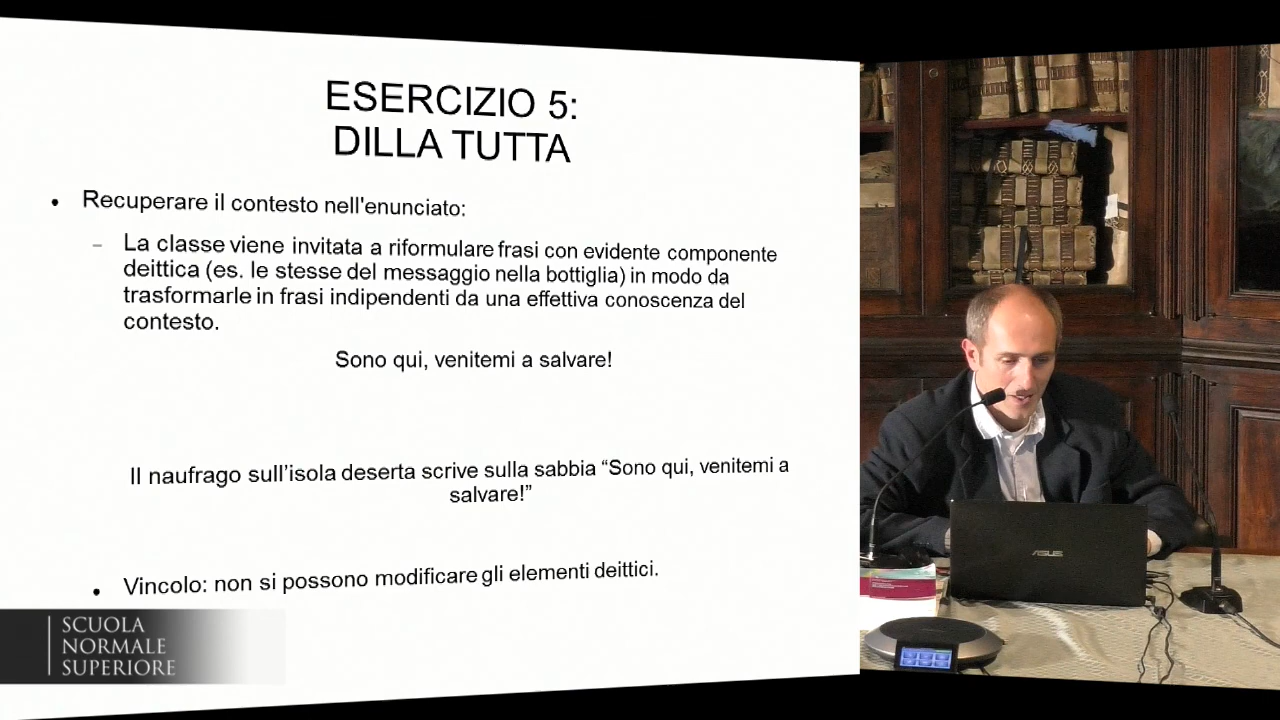 ESERCIZIO 5:
DILLA TUTTA
• Recuperare il contesto nell'enunciato:
– La classe viene invitata a riformulare frasi con evidente componente
deittica (es. le stesse del messaggio nella bottiglia) in modo da
trasformarle in frasi indipendenti da una effettiva conoscenza del
contesto.
Sono qui, venitemi a salvare!
Il naufrago sull’isola deserta scrive sulla sabbia “Sono qui, venitemi a
salvare!”
• Vincolo: non si possono modificare gli elementi deittici.
SCUOLA
NORMALE
SUPERIORE
ASUS